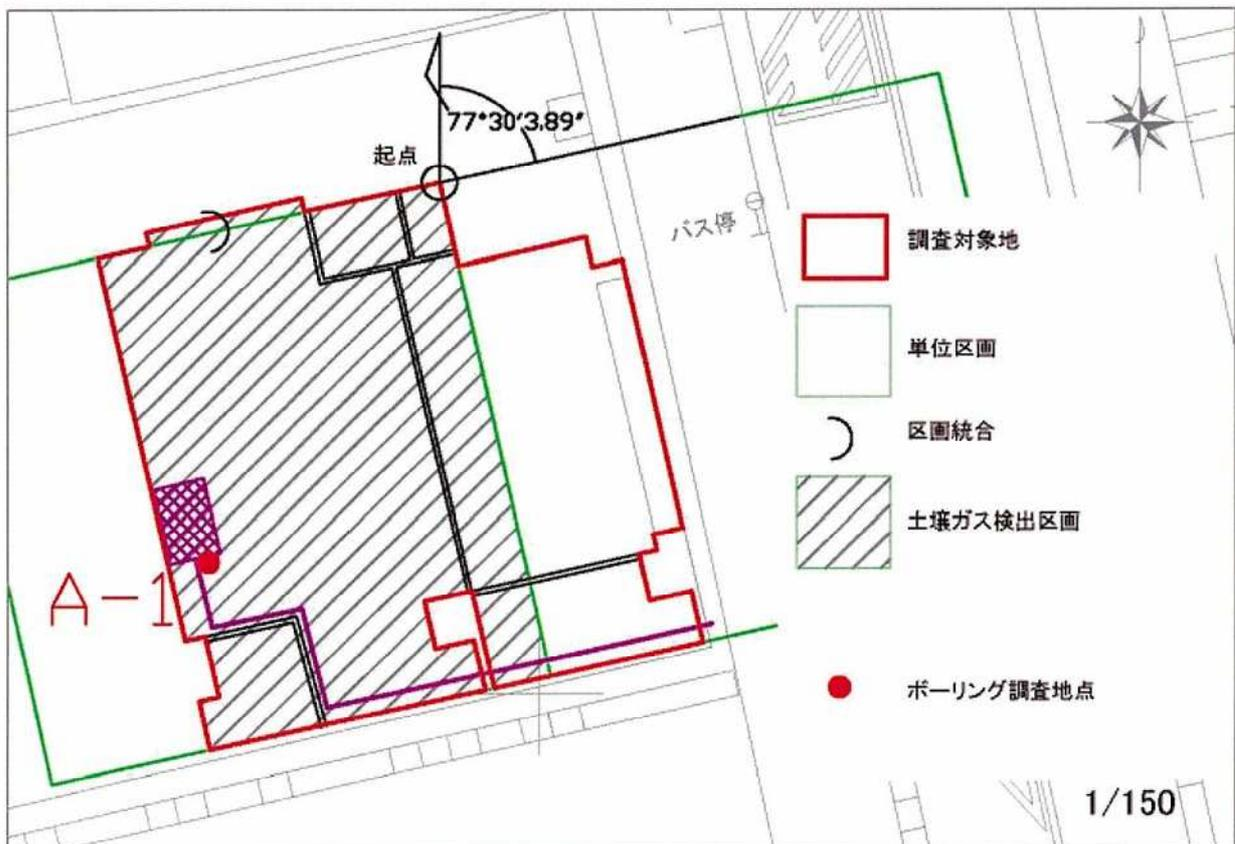 77°30′3.89″
起点
バス停
調査対象地
単位区画
区画統合
土壌ガス検出区画
A-1
ボーリング調査地点
1/150